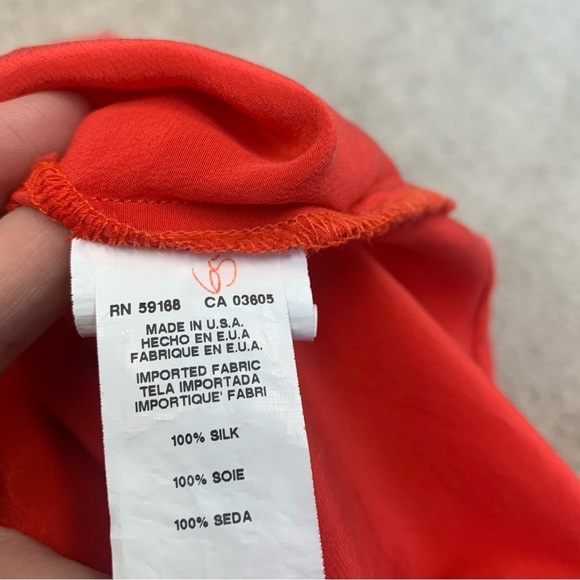 RN 59168 CA 03605
MADE IN U.S.A.
HECHO EN E.U.A
FABRIQUE EN E.U.A.
IMPORTED FABRIC
TELA IMPORTADA
IMPORTIQUE' FABRI
100% SILK
100% SOIE
100% SEDA